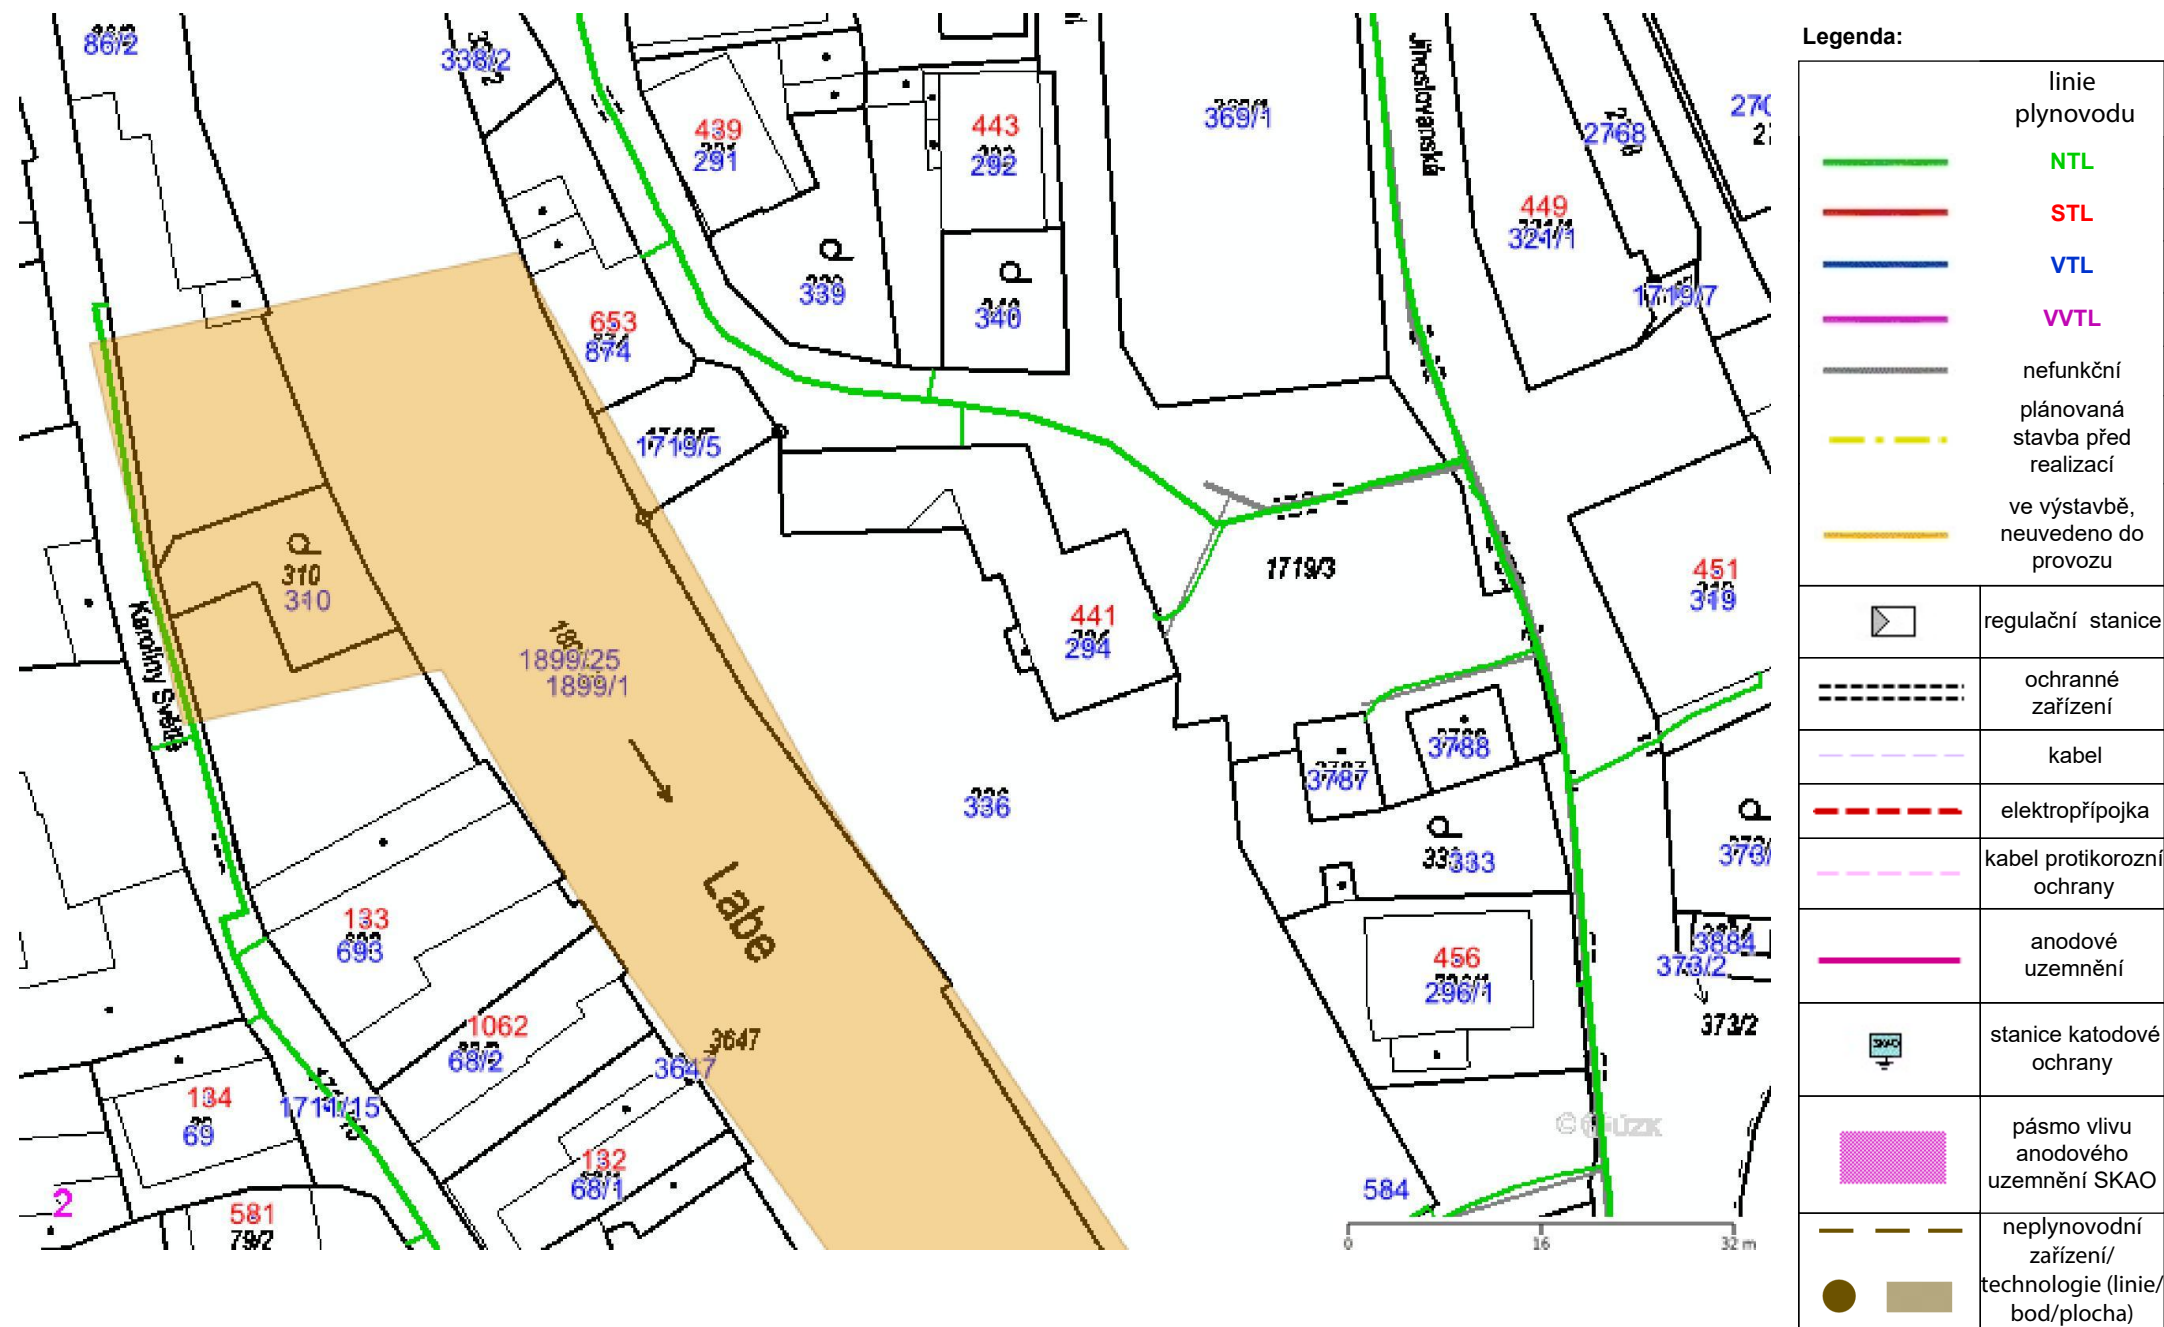 86/2
338/2
439
291
443
292
369/1
Jihoslovanská
2768
449
321/1
1719/7
339
340
653
874
1719/5
310
310
1719/3
451
319
Karolíny Světlé
1899/25
1899/1
441
294
336
3787
3788
333
373/
Labe
133
693
456
296/1
3884
373/2
373/2
1062
68/2
3647
3647
134
69
1711/15
132
68/1
2
581
79/2
584
© ČÚZK
0
16
32 m
Legenda:
linie
plynovodu
NTL
STL
VTL
VVTL
nefunkční
plánovaná
stavba před
realizací
ve výstavbě,
neuvedeno do
provozu
regulační stanice
ochranné
zařízení
kabel
elektropřípojka
kabel protikorozní
ochrany
anodové
uzemnění
SKAO
stanice katodové
ochrany
pásmo vlivu
anodového
uzemnění SKAO
neplynovodní
zařízení/
technologie (linie/
bod/plocha)